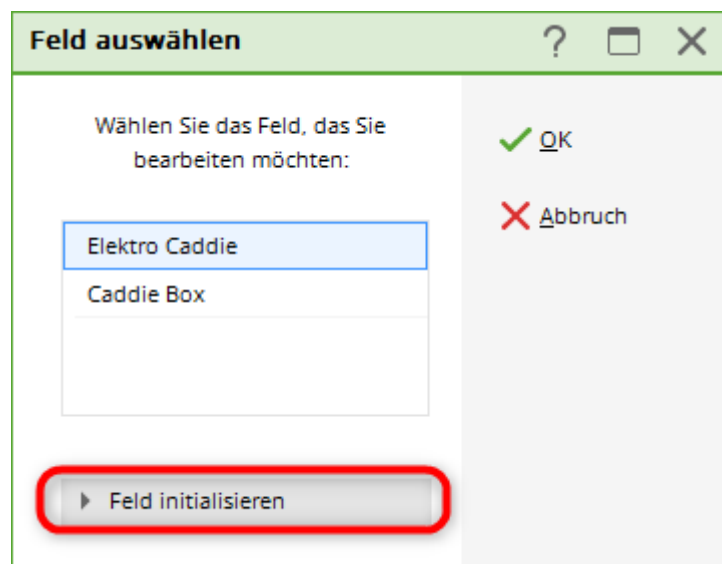 Feld auswählen
Wählen Sie das Feld, das Sie
bearbeiten möchten:
Elektro Caddie
Caddie Box
Feld initialisieren
OK
Abbruch